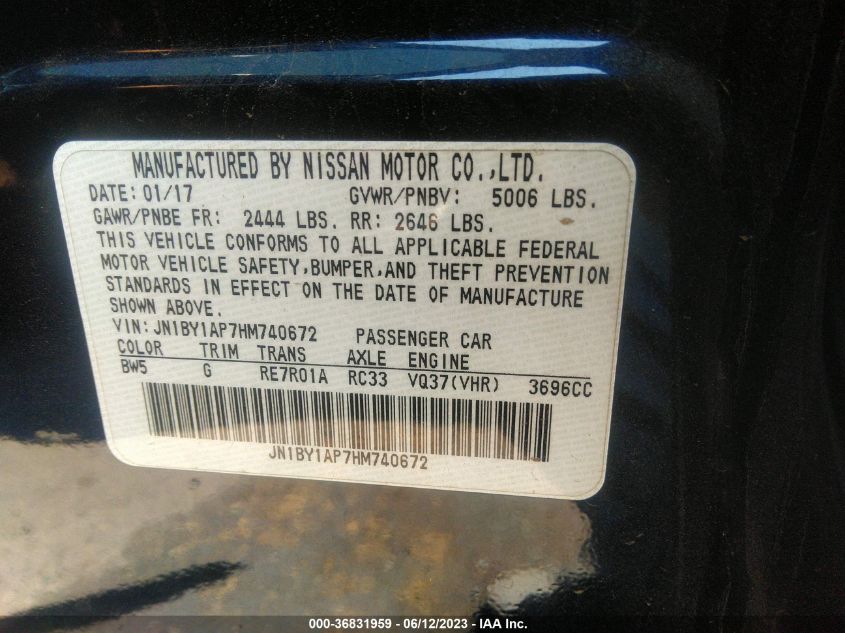 MANUFACTURED BY NISSAN MOTOR CO.,LTD.
DATE: 01/17 GVWR/PNBV: 5006 LBS.
GAWR/PNBE FR: 2444 LBS. RR: 2646 LBS.
THIS VEHICLE CONFORMS TO ALL APPLICABLE FEDERAL
MOTOR VEHICLE SAFETY,BUMPER,AND THEFT PREVENTION
STANDARDS IN EFFECT ON THE DATE OF MANUFACTURE
SHOWN ABOVE.
VIN: JN1BY1AP7HM740672 PASSENGER CAR
COLOR TRIM TRANS AXLE ENGINE
BW5 G RE7R01A RC33 VQ37(VHR) 3696CC
JN1BY1AP7HM740672
000-36831959 - 06/12/2023 - IAA Inc.